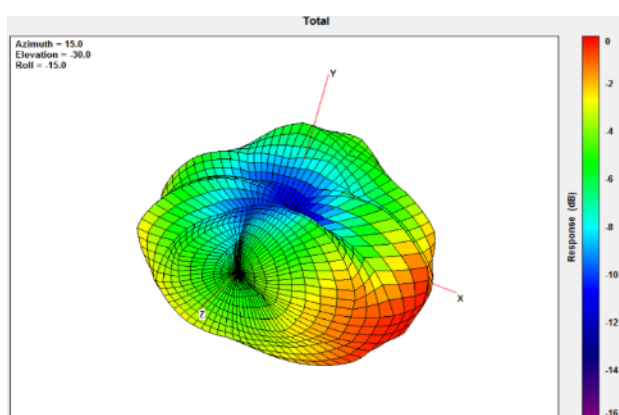 Total
Azimuth = 15.0
Elevation = -30.0
Roll = -15.0
Y
X
Z
0
-2
-4
-6
-8
-10
-12
-14
-16
Response (dB)